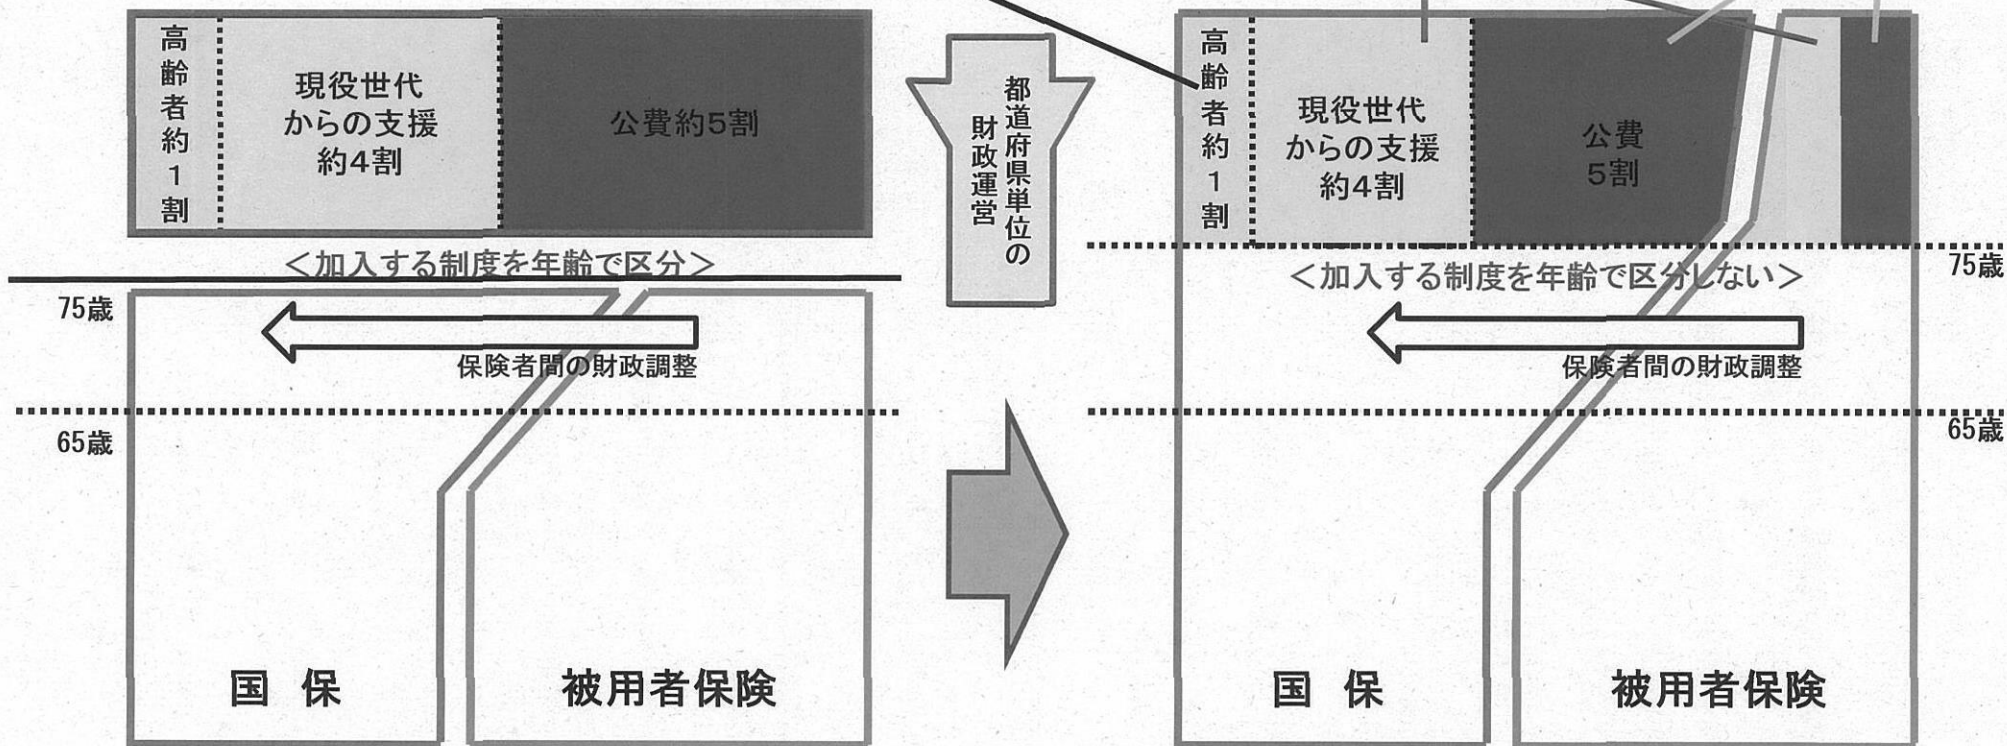 高齢者約1割
現役世代
からの支援
約4割
公費約5割
<加入する制度を年齢で区分>
75歳
保険者間の財政調整
65歳
国 保
被用者保険
都道府県単位の
財政運営
高齢者約1割
現役世代
からの支援
約4割
公費
5割
75歳
<加入する制度を年齢で区分しない>
保険者間の財政調整
65歳
国 保
被用者保険